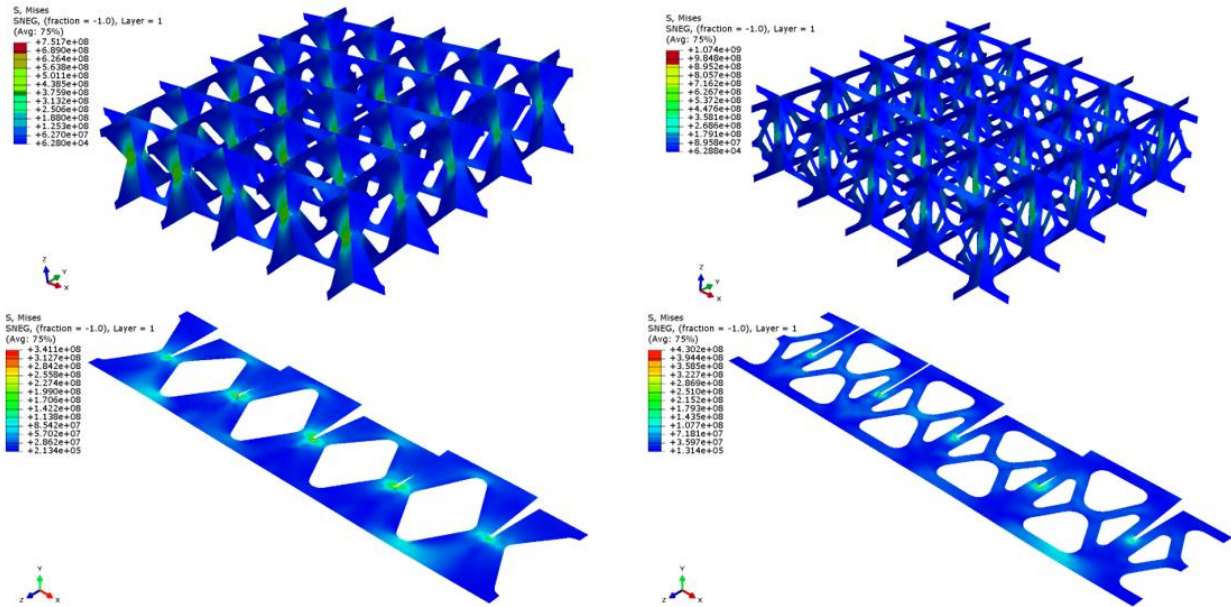 S, Mises
SNEG, (fraction = -1.0), Layer = 1
(Avg: 75%)
+7.517e+08
+6.890e+08
+6.264e+08
+5.638e+08
+5.011e+08
+4.385e+08
+3.759e+08
+3.132e+08
+2.506e+08
+1.880e+08
+1.253e+08
+6.270e+07
+6.280e+04
Z
Y
X
S, Mises
SNEG, (fraction = -1.0), Layer = 1
(Avg: 75%)
+1.074e+09
+9.848e+08
+8.952e+08
+8.057e+08
+7.162e+08
+6.267e+08
+5.372e+08
+4.476e+08
+3.581e+08
+2.686e+08
+1.791e+08
+8.958e+07
+6.288e+04
Z
Y
X
S, Mises
SNEG, (fraction = -1.0), Layer = 1
(Avg: 75%)
+3.411e+08
+3.127e+08
+2.842e+08
+2.558e+08
+2.274e+08
+1.990e+08
+1.706e+08
+1.422e+08
+1.138e+08
+8.542e+07
+5.702e+07
+2.862e+07
+2.134e+05
Y
Z
X
S, Mises
SNEG, (fraction = -1.0), Layer = 1
(Avg: 75%)
+4.302e+08
+3.944e+08
+3.585e+08
+3.227e+08
+2.869e+08
+2.510e+08
+2.152e+08
+1.793e+08
+1.435e+08
+1.077e+08
+7.181e+07
+3.597e+07
+1.314e+05
Y
Z
X